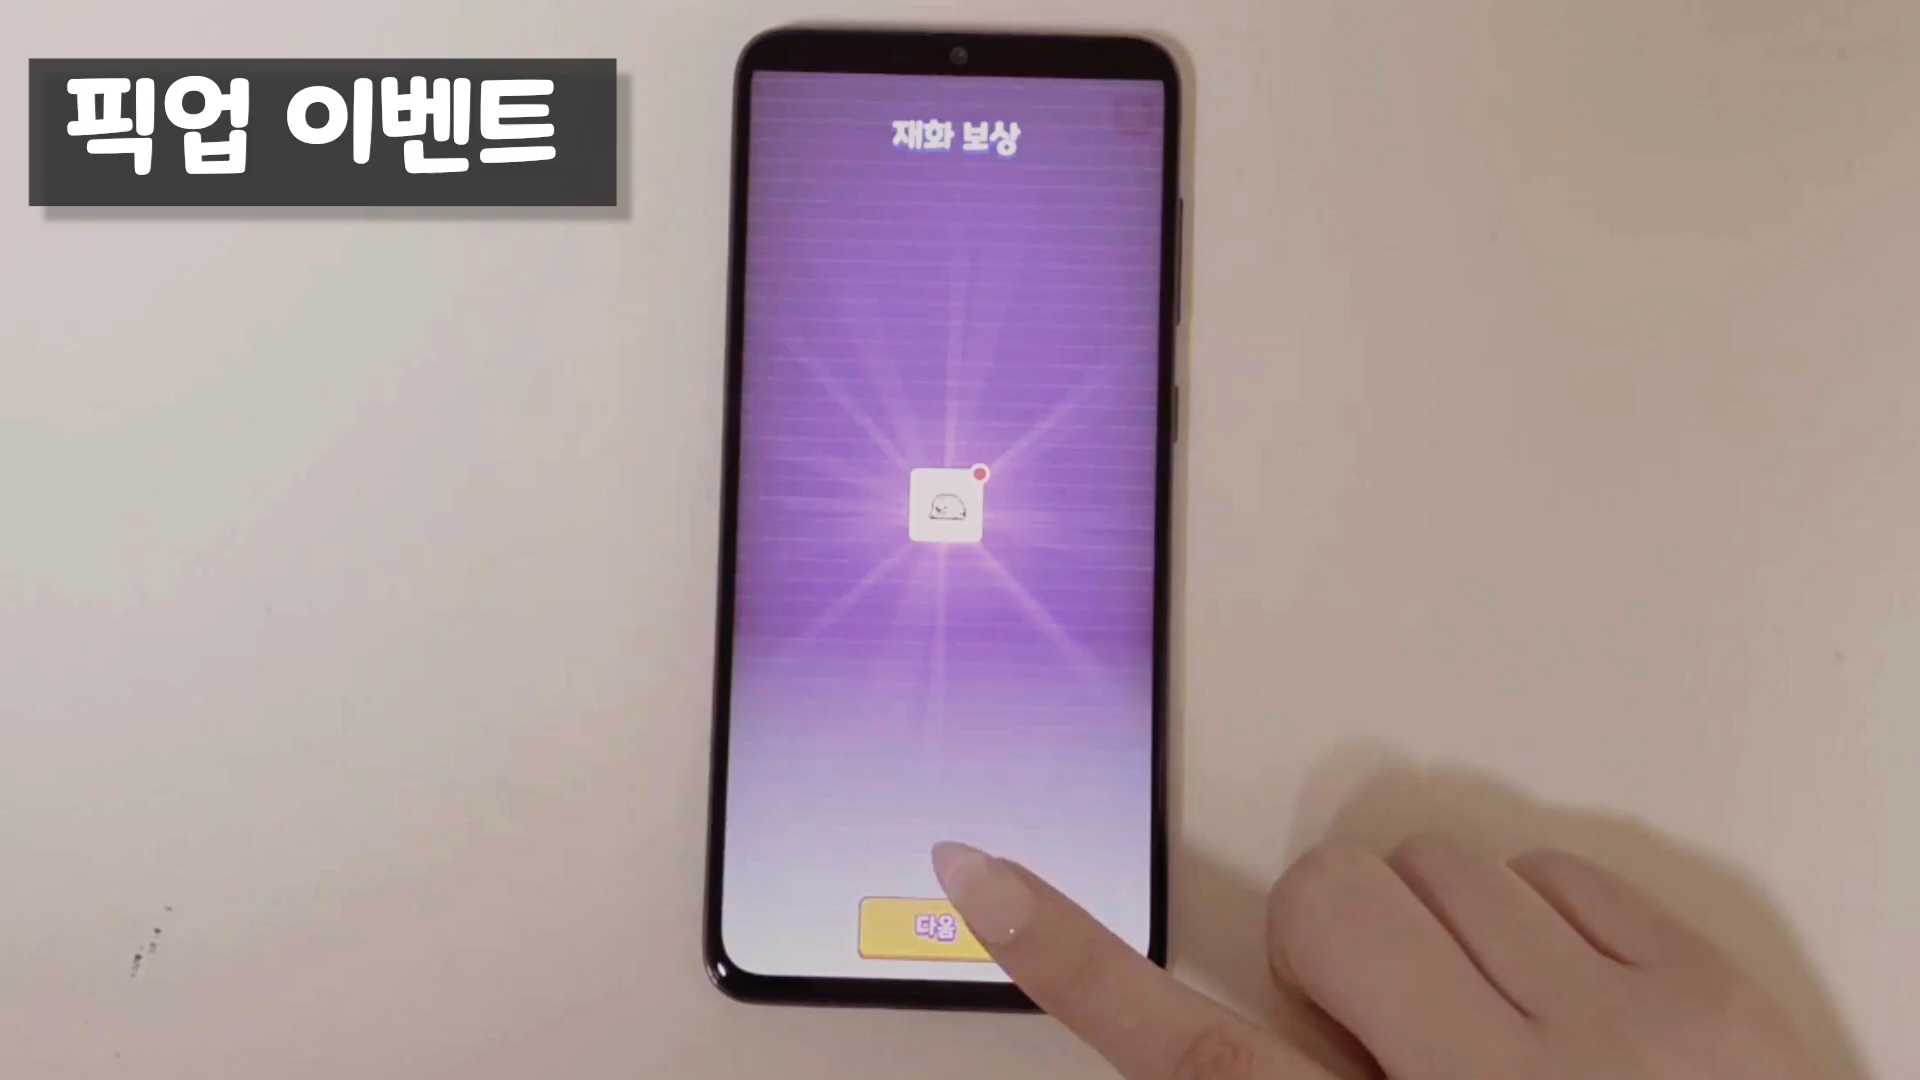 픽업 이벤트
재화 보상
다음